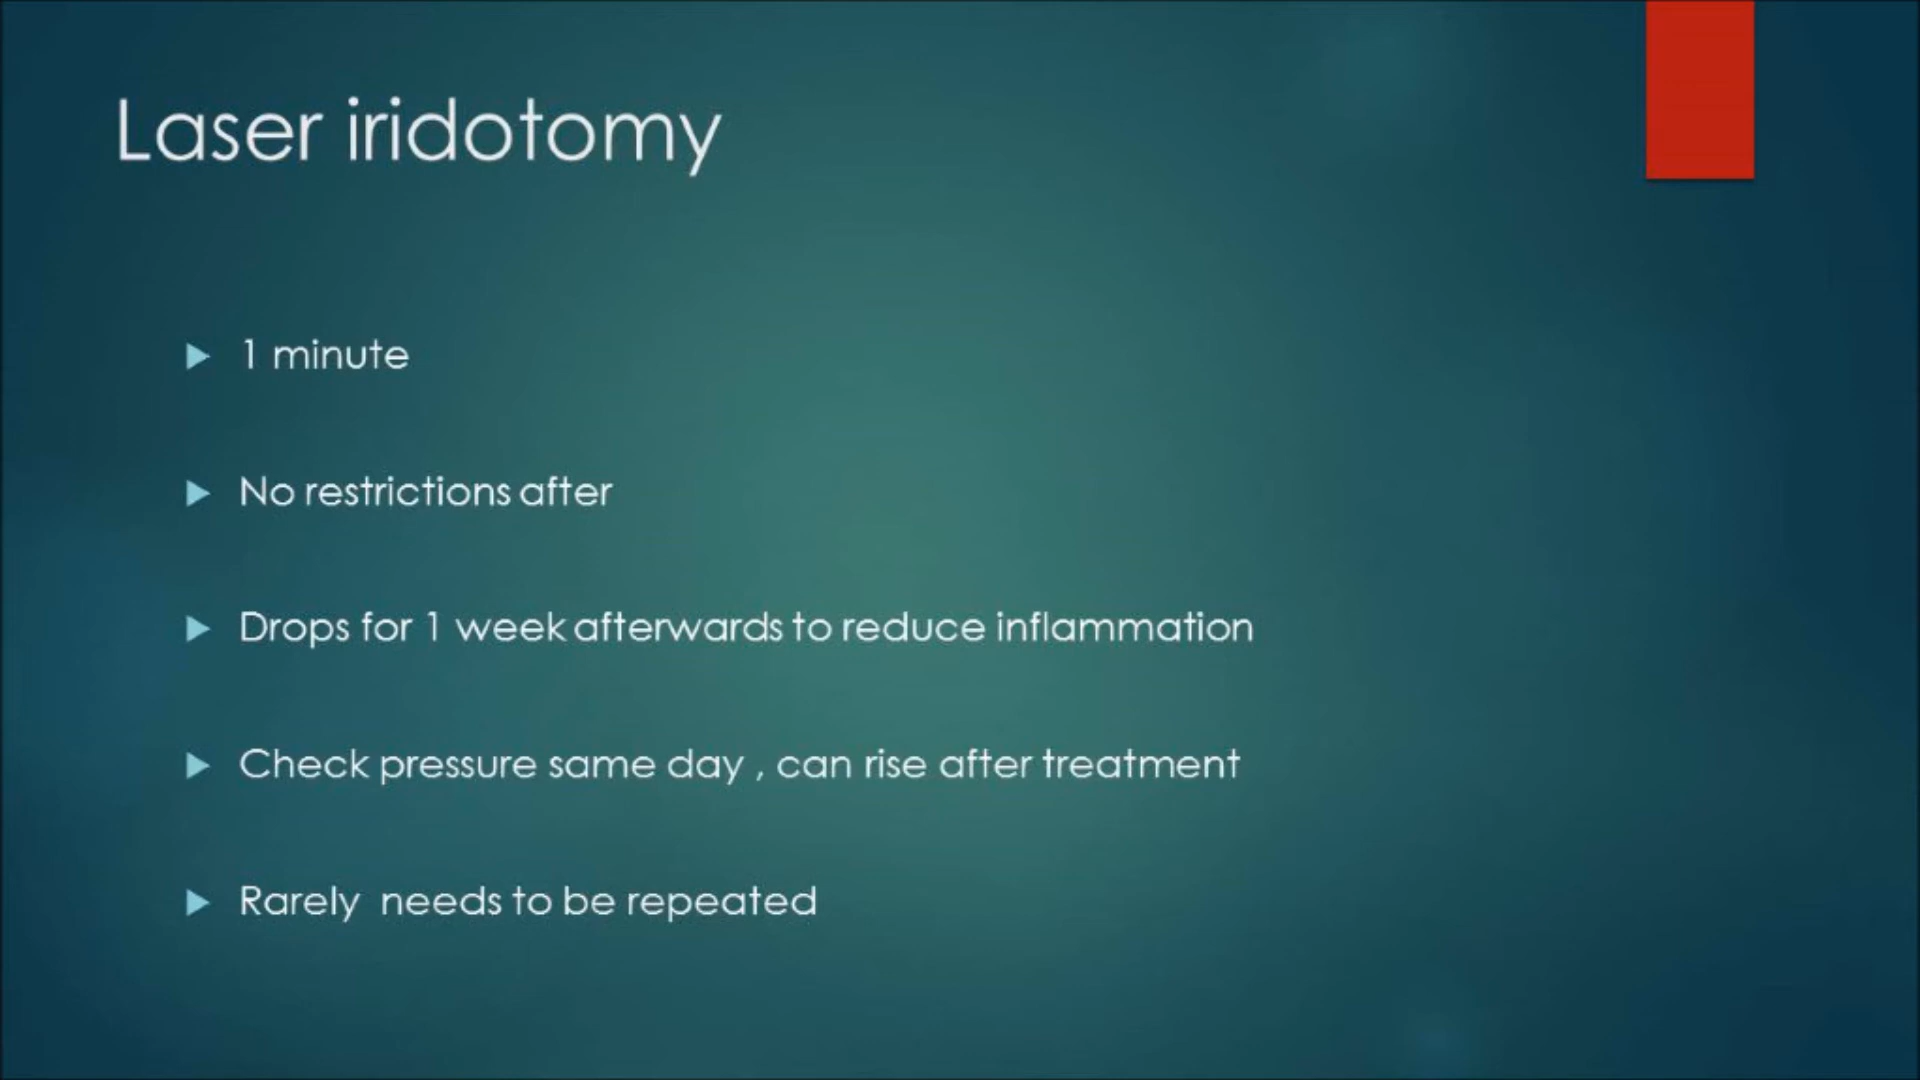 Laser iridotomy
1 minute
No restrictions after
Drops for 1 week afterwards to reduce inflammation
Check pressure same day , can rise after treatment
Rarely  needs to be repeated